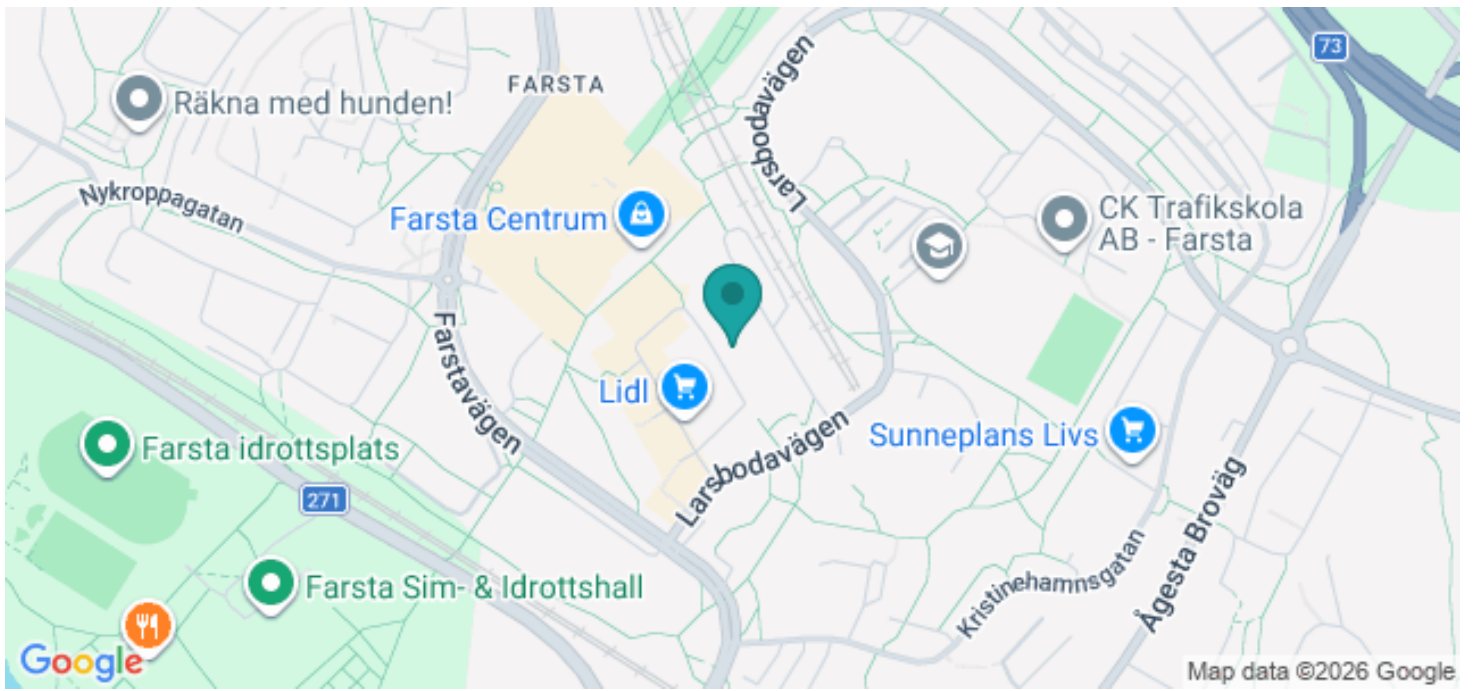 73
FARSTA
Räkna med hunden!
Larsbodavägen
Nykroppagatan
Farsta Centrum
CK Trafikskola
AB - Farsta
Farstavägen
Lidl
Larsbodavägen
Sunneplans Livs
Farsta idrottsplats
271
Ågesta Broväg
Kristinehamnsgatan
Farsta Sim- & Idrottshall
Google
Map data ©2026 Google